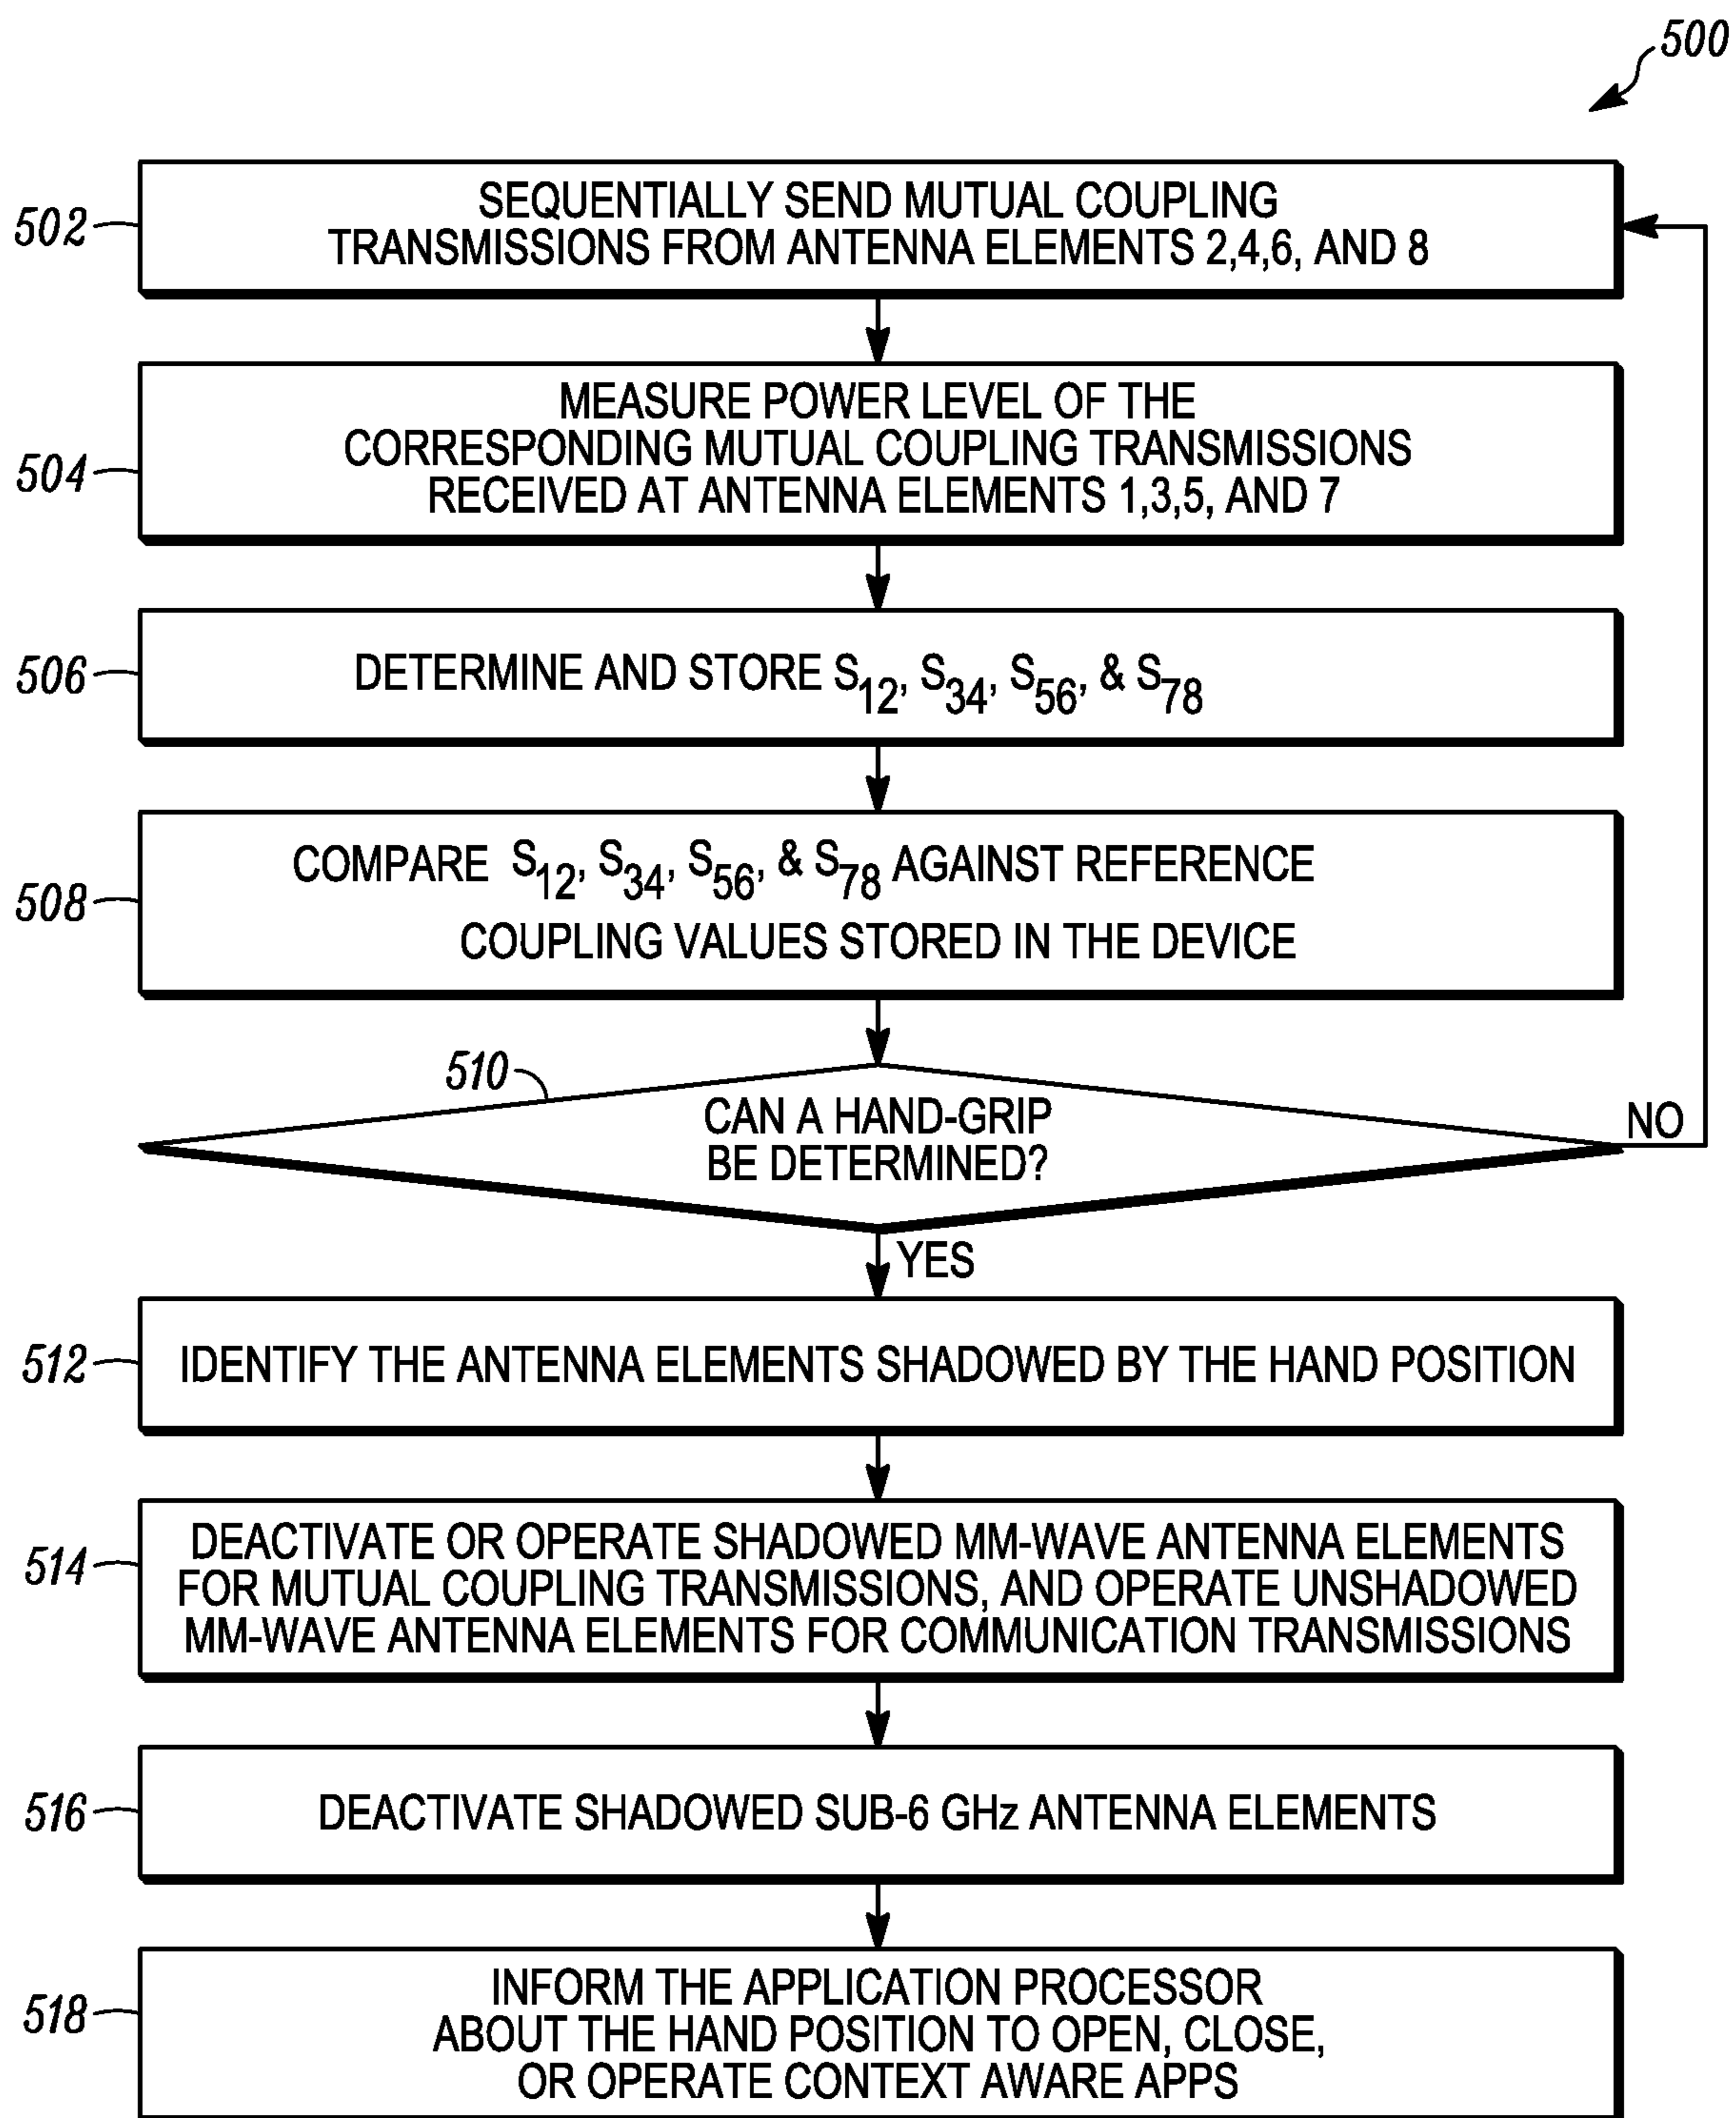 500
502
SEQUENTIALLY SEND MUTUAL COUPLING
TRANSMISSIONS FROM ANTENNA ELEMENTS 2,4,6, AND 8
504
MEASURE POWER LEVEL OF THE
CORRESPONDING MUTUAL COUPLING TRANSMISSIONS
RECEIVED AT ANTENNA ELEMENTS 1,3,5, AND 7
506
DETERMINE AND STORE S12, S34, S56, & S78
508
COMPARE S12, S34, S56, & S78 AGAINST REFERENCE
COUPLING VALUES STORED IN THE DEVICE
510
CAN A HAND-GRIP
BE DETERMINED?
NO
YES
512
IDENTIFY THE ANTENNA ELEMENTS SHADOWED BY THE HAND POSITION
514
DEACTIVATE OR OPERATE SHADOWED MM-WAVE ANTENNA ELEMENTS
FOR MUTUAL COUPLING TRANSMISSIONS, AND OPERATE UNSHADOWED
MM-WAVE ANTENNA ELEMENTS FOR COMMUNICATION TRANSMISSIONS
516
DEACTIVATE SHADOWED SUB-6 GHz ANTENNA ELEMENTS
518
INFORM THE APPLICATION PROCESSOR
ABOUT THE HAND POSITION TO OPEN, CLOSE,
OR OPERATE CONTEXT AWARE APPS